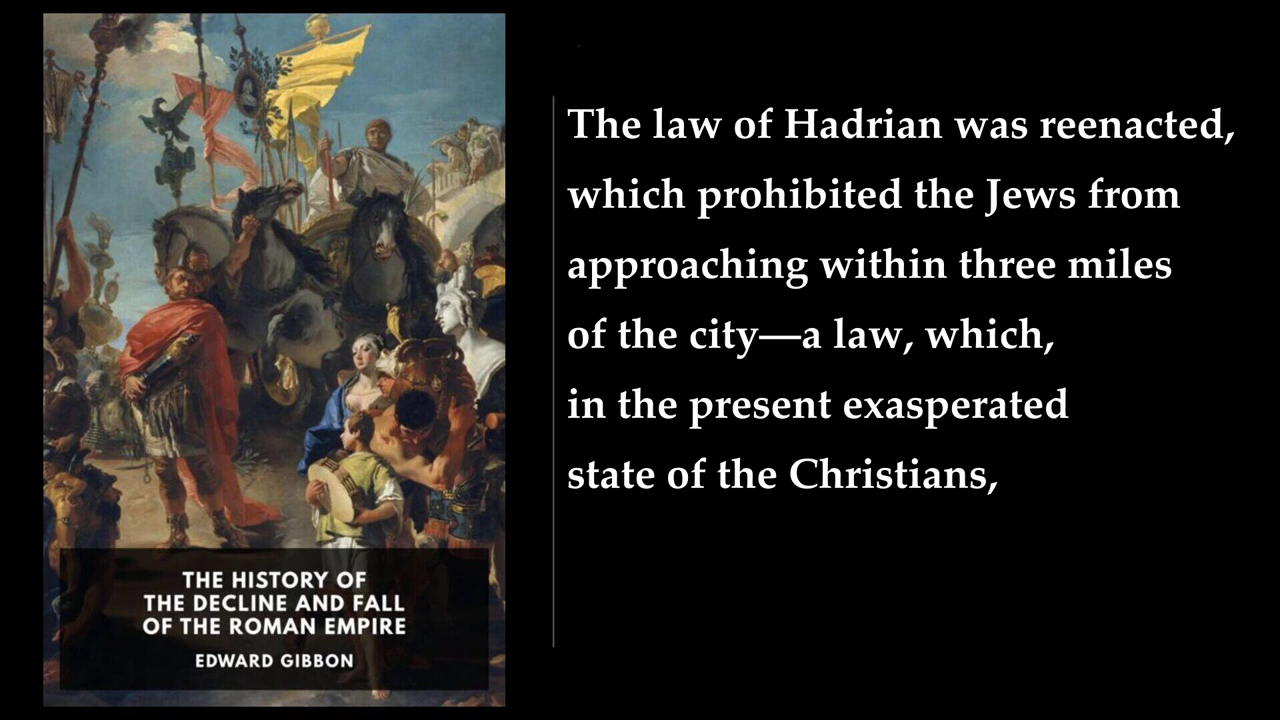 THE HISTORY OF
THE DECLINE AND FALL
OF THE ROMAN EMPIRE
EDWARD GIBBON
The law of Hadrian was reenacted,
which prohibited the Jews from
approaching within three miles
of the city—a law, which,
in the present exasperated
state of the Christians,